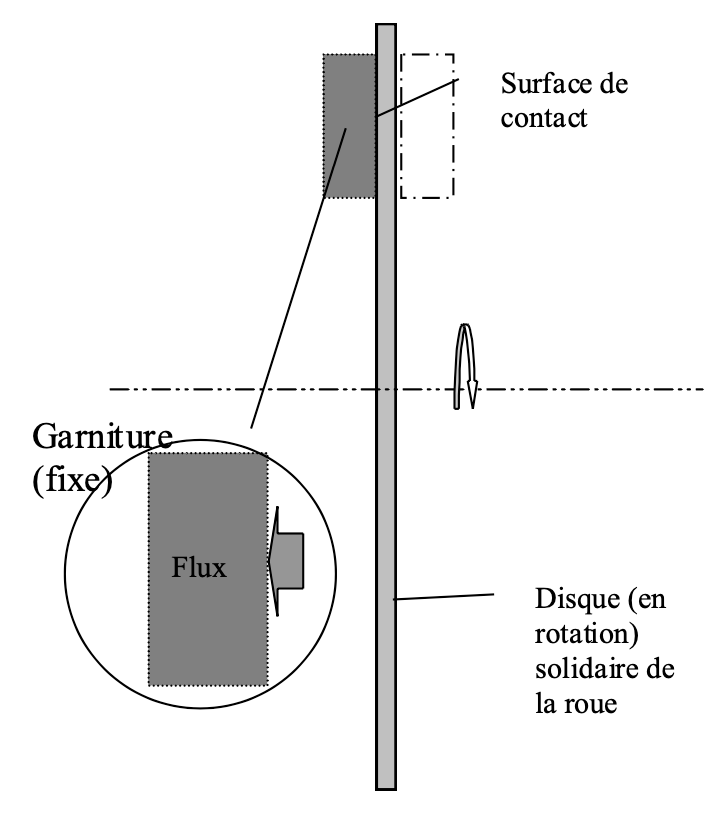 Surface de
contact
Garniture
(fixe)
Flux
Disque (en
rotation)
solidaire de
la roue